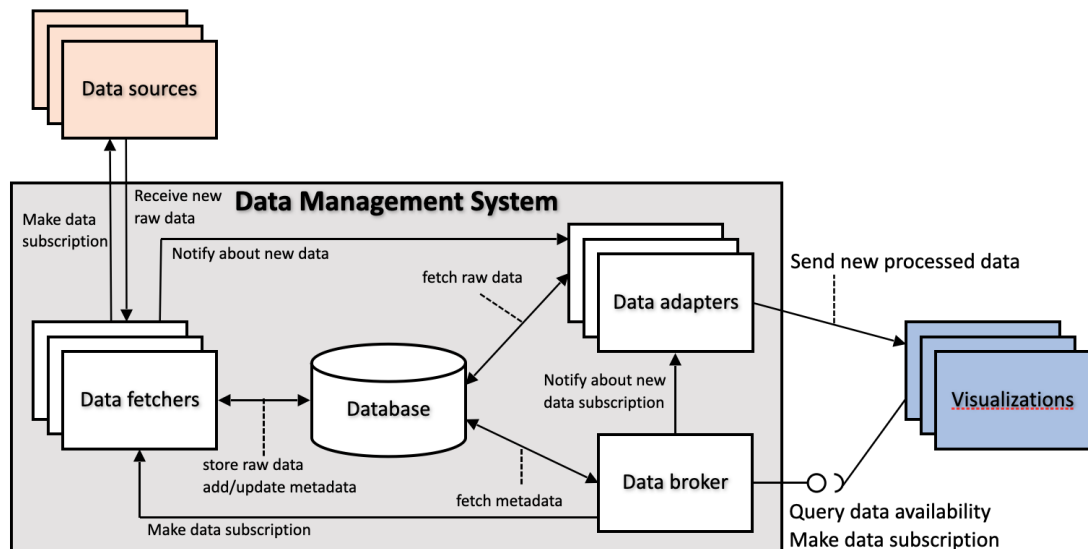 Data sources
Receive new
raw data
Data Management System
Make data
subscription
Notify about new data
fetch raw data
Send new processed data
Data adapters
Notify about new
data subscription
Data fetchers
Database
Visualizations
store raw data
add/update metadata
fetch metadata
Data broker
Query data availability
Make data subscription
Make data subscription